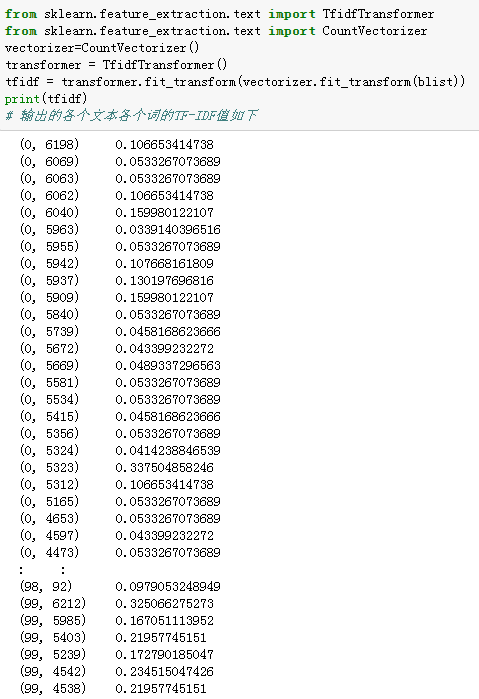 from sklearn.feature_extraction.text import TfidfTransformer
from sklearn.feature_extraction.text import CountVectorizer
vectorizer=CountVectorizer()
transformer = TfidfTransformer()
tfidf = transformer.fit_transform(vectorizer.fit_transform(blist))
print(tfidf)
# 输出的各个文本各个词的TF-IDF值如下
(0, 6198) 0.106653414738
(0, 6069) 0.0533267073689
(0, 6063) 0.0533267073689
(0, 6062) 0.106653414738
(0, 6040) 0.159980122107
(0, 5963) 0.0339140396516
(0, 5955) 0.0533267073689
(0, 5942) 0.107668161809
(0, 5937) 0.130197696816
(0, 5909) 0.159980122107
(0, 5840) 0.0533267073689
(0, 5739) 0.0458168623666
(0, 5672) 0.043399232272
(0, 5669) 0.0489337296563
(0, 5581) 0.0533267073689
(0, 5534) 0.0533267073689
(0, 5415) 0.0458168623666
(0, 5356) 0.0533267073689
(0, 5324) 0.0414238846539
(0, 5323) 0.337504858246
(0, 5312) 0.106653414738
(0, 5165) 0.0533267073689
(0, 4653) 0.0533267073689
(0, 4597) 0.043399232272
(0, 4473) 0.0533267073689
: :
(98, 92) 0.0979053248949
(99, 6212) 0.325066275273
(99, 5985) 0.167051113952
(99, 5403) 0.21957745151
(99, 5239) 0.172790185047
(99, 4542) 0.234515047426
(99, 4538) 0.21957745151